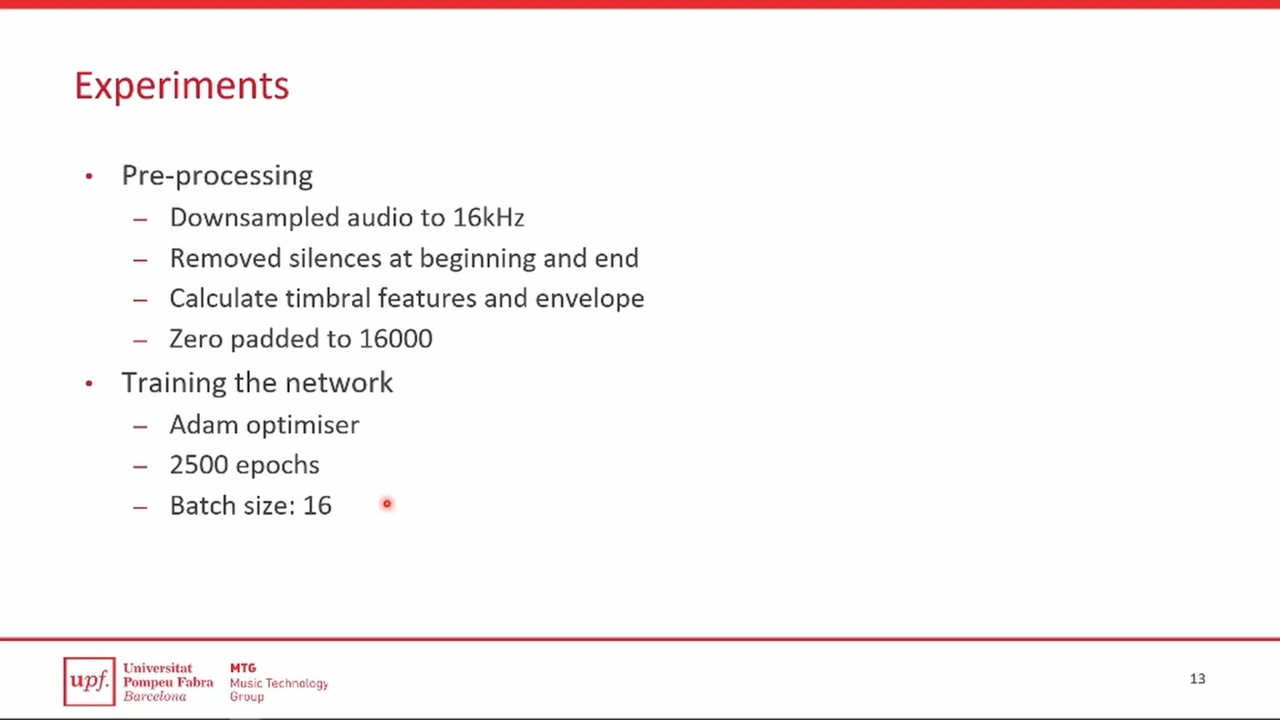 Experiments
• Pre-processing
– Downsampled audio to 16kHz
– Removed silences at beginning and end
– Calculate timbral features and envelope
– Zero padded to 16000
• Training the network
– Adam optimiser
– 2500 epochs
– Batch size: 16
upf.
Universitat
Pompeu Fabra
Barcelona
MTG
Music Technology
Group
13